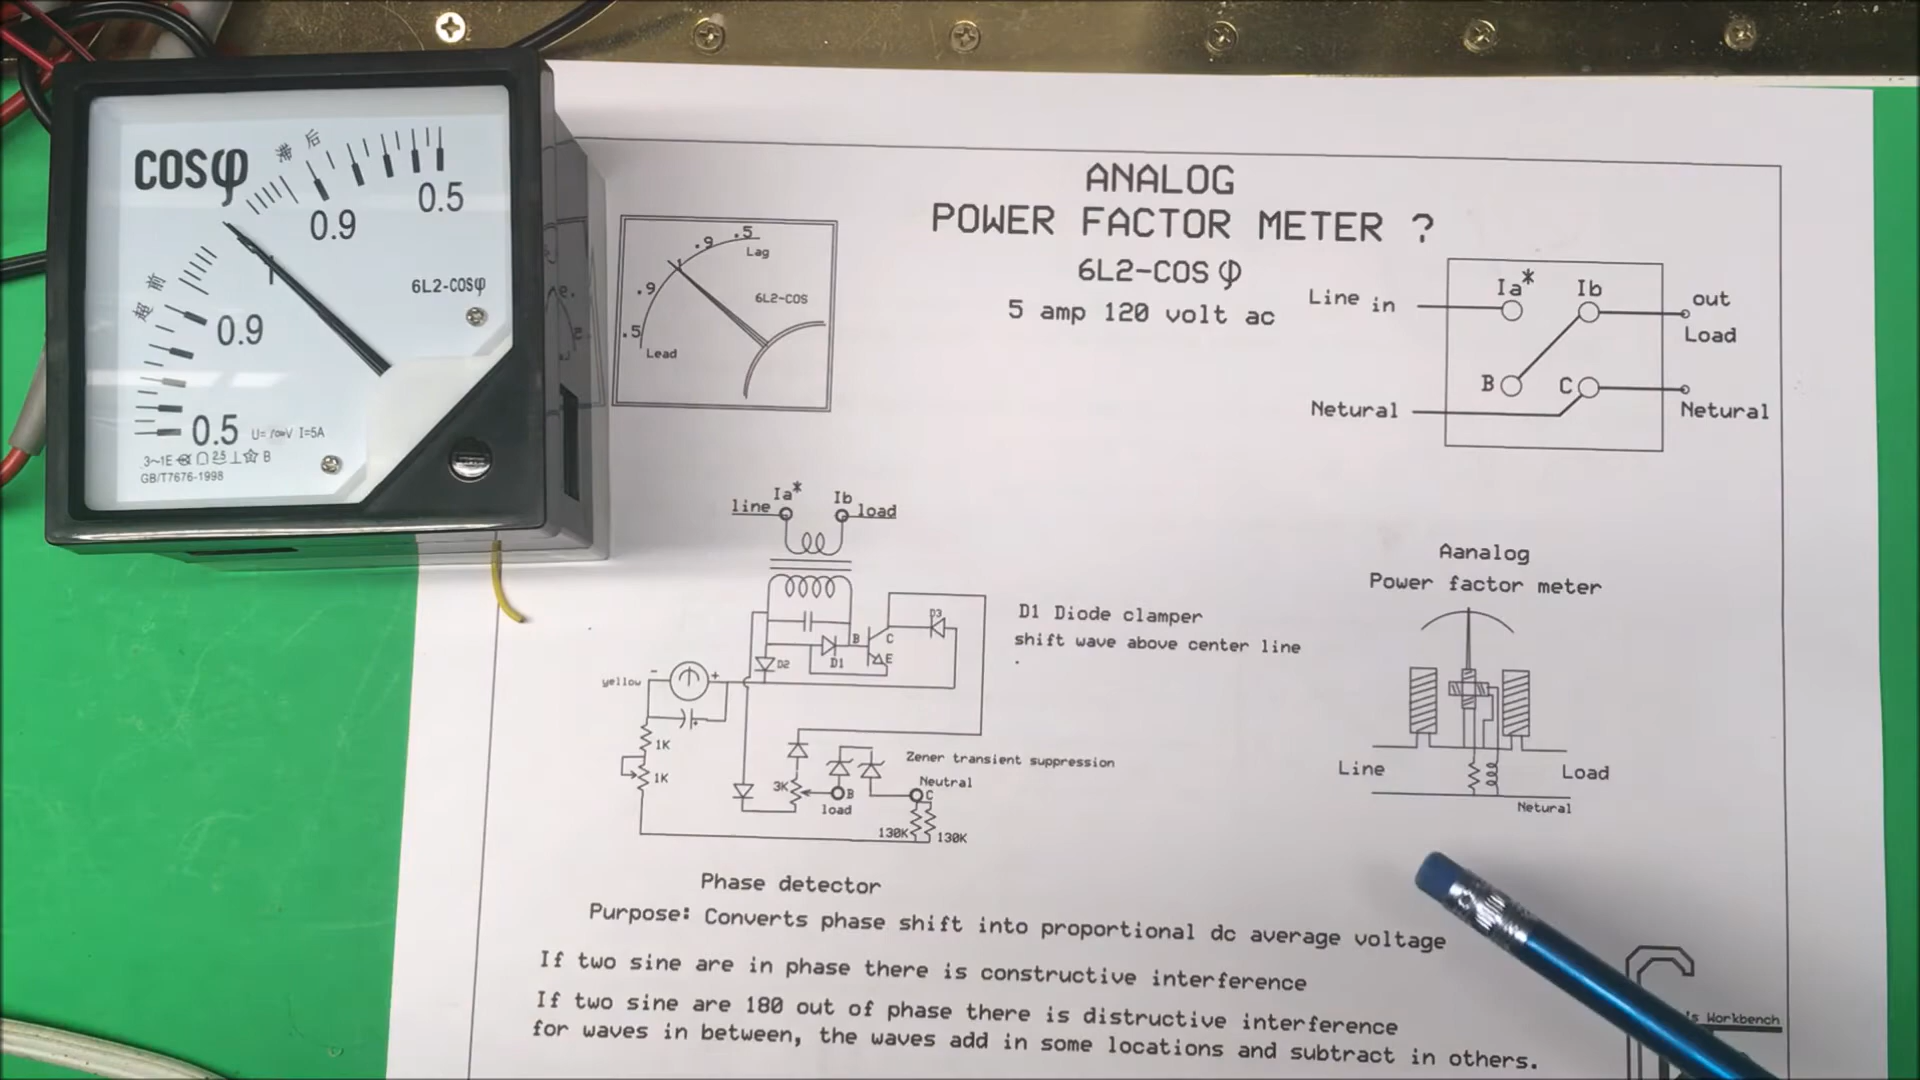 COSφ
滞后
0.9
0.5
1
超前
0.9
0.5
6L2-COSφ
I=5A
3~1E
2.5
B
GB/T7676-1998
ANALOG
POWER FACTOR METER ?
6L2-COS φ
5 amp 120 volt ac
.5
.9
1
.9
.5
Lag
6L2-COS
Lead
Line in
Ia*
Ib
out
Load
B
C
Netural
Netural
line
Ia*
Ib
load
B
C
E
D3
D1
D2
D1 Diode clamper
shift wave above center line
yellow
-
+
1K
1K
3K
B
load
Zener transient suppression
Neutral
C
130K
130K
Aanalog
Power factor meter
Line
Load
Netural
Phase detector
Purpose: Converts phase shift into proportional dc average voltage
If two sine are in phase there is constructive interference
If two sine are 180 out of phase there is distructive interference
for waves in between, the waves add in some locations and subtract in others.
's Workbench